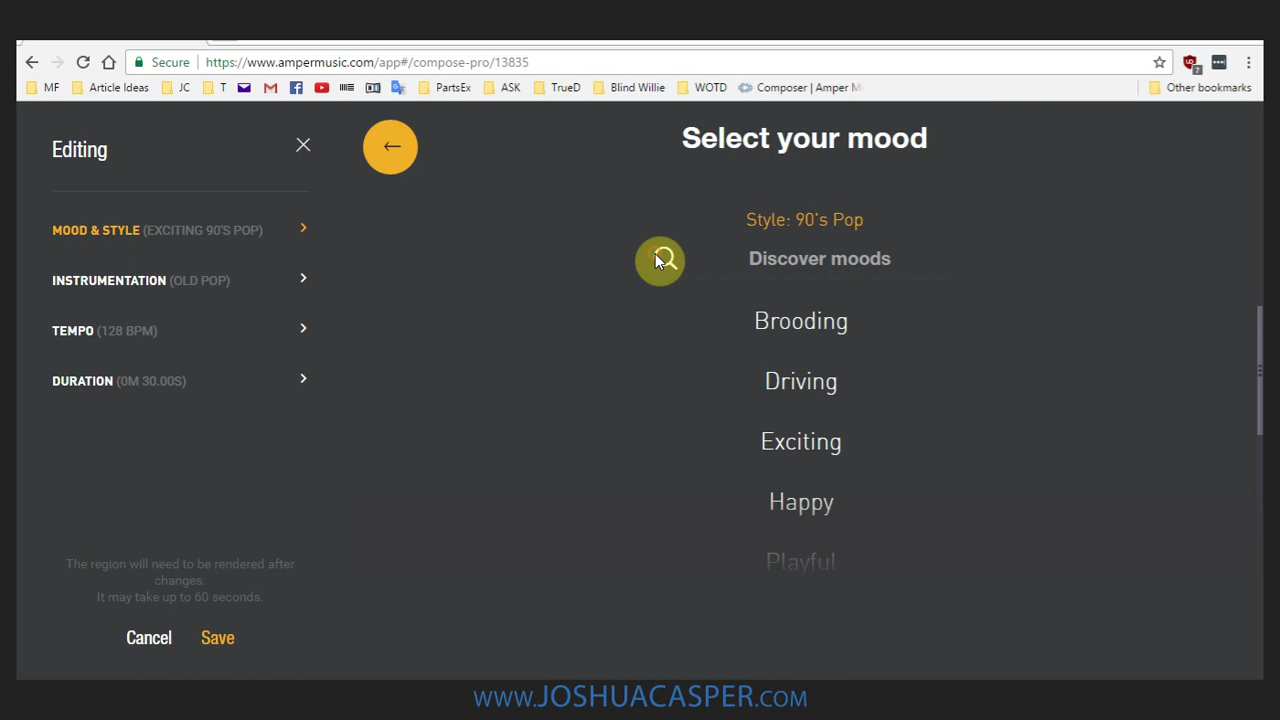 Secure https://www.ampermusic.com/app#/compose-pro/13835
MF Article Ideas JC T PartsEx ASK TrueD Blind Willie WOTD Composer | Amper Mu Other bookmarks
Editing
MOOD & STYLE (EXCITING 90'S POP)
INSTRUMENTATION (OLD POP)
TEMPO (128 BPM)
DURATION (0M 30.00S)
The region will need to be rendered after
changes.
It may take up to 60 seconds.
Cancel Save
Select your mood
Style: 90's Pop
Discover moods
Brooding
Driving
Exciting
Happy
Playful
WWW.JOSHUACASPER.COM